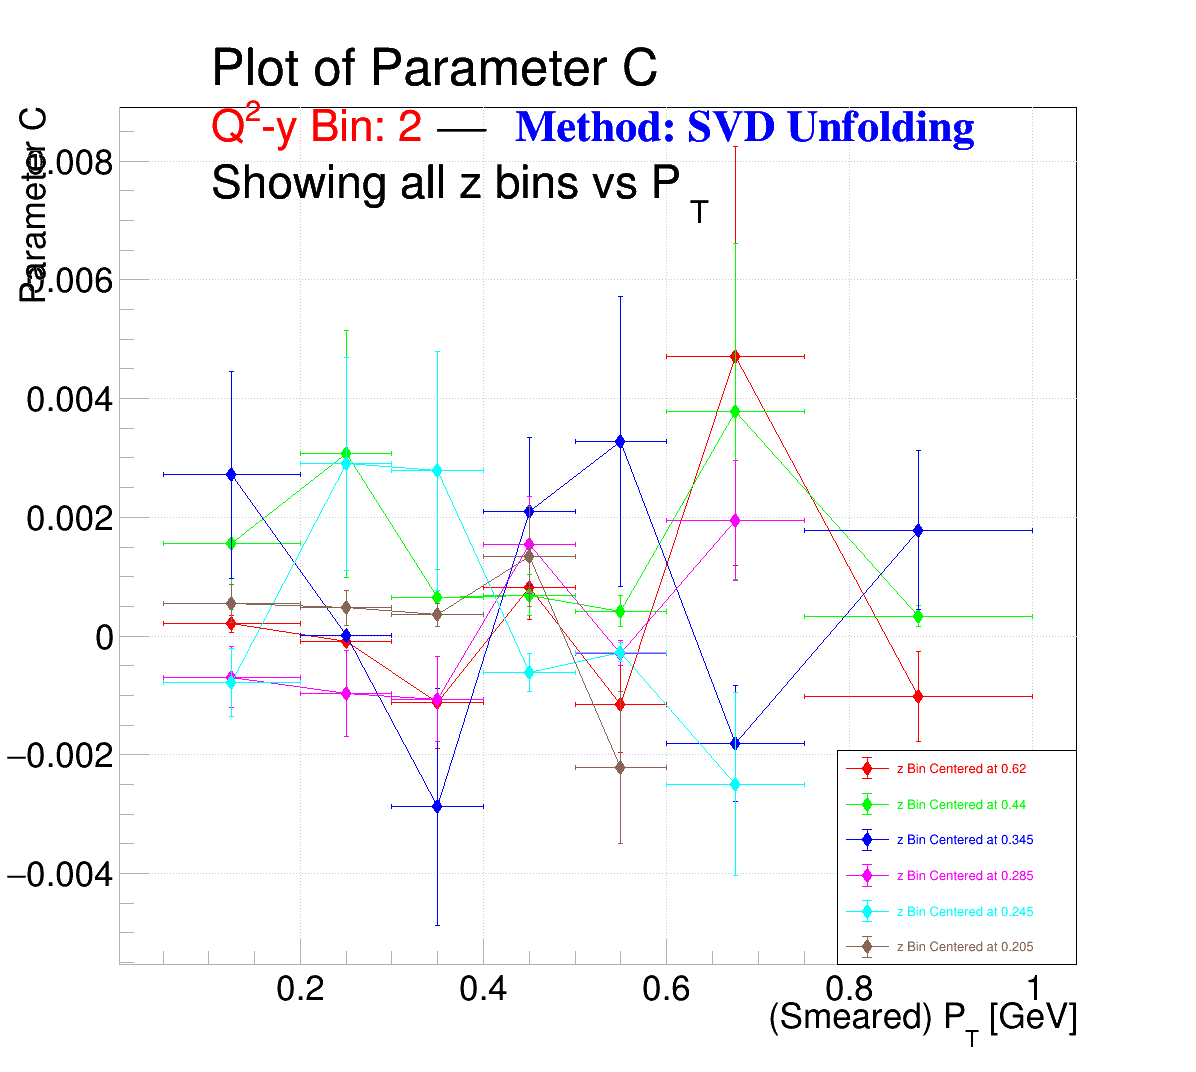 Plot of Parameter C
Q2-y Bin: 2 — Method: SVD Unfolding
Showing all z bins vs PT
Parameter C
0.008
0.006
0.004
0.002
0
−0.002
−0.004
0.2 0.4 0.6 0.8 1
(Smeared) PT [GeV]
z Bin Centered at 0.62
z Bin Centered at 0.44
z Bin Centered at 0.345
z Bin Centered at 0.285
z Bin Centered at 0.245
z Bin Centered at 0.205